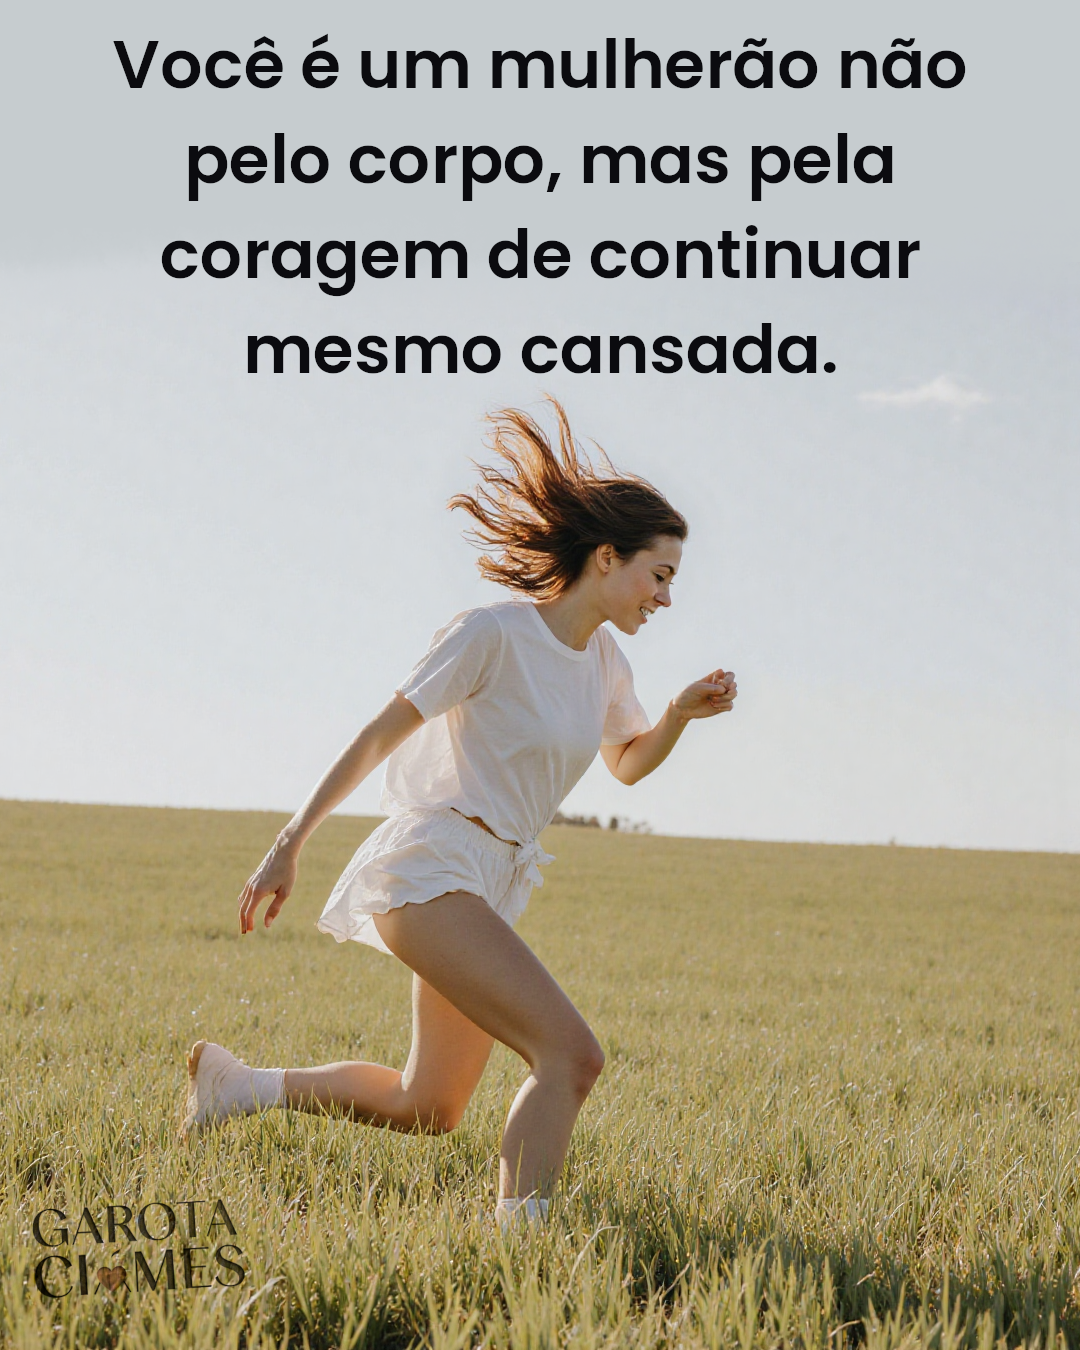 Você é um mulherão não
pelo corpo, mas pela
coragem de continuar
mesmo cansada.
GAROTA
CIÚMES